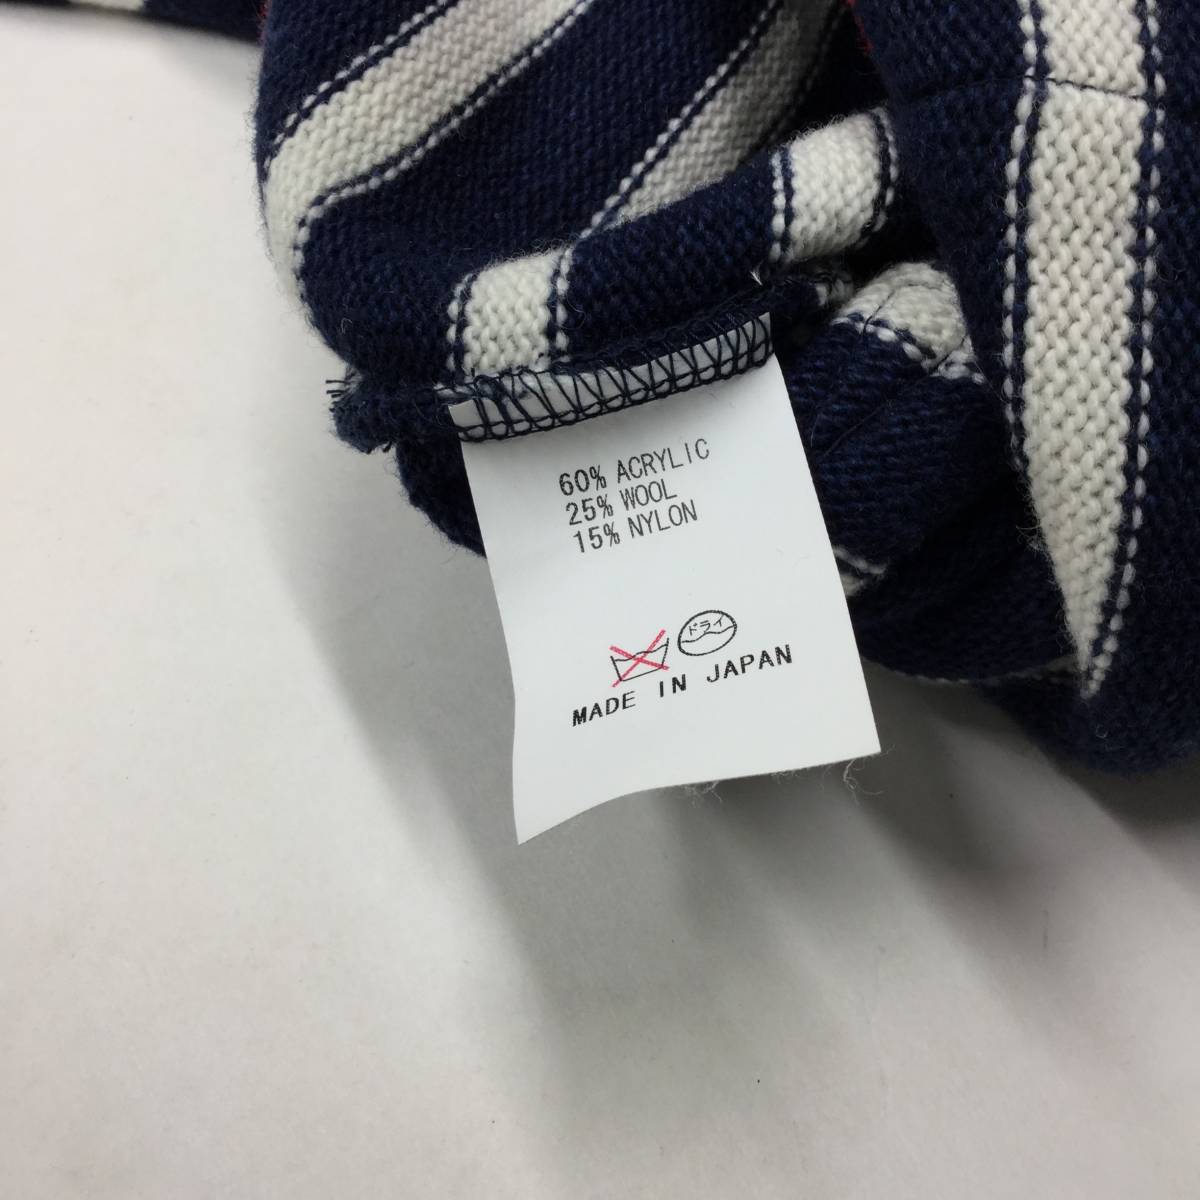 60% ACRYLIC
25% WOOL
15% NYLON
ドライ
MADE IN JAPAN